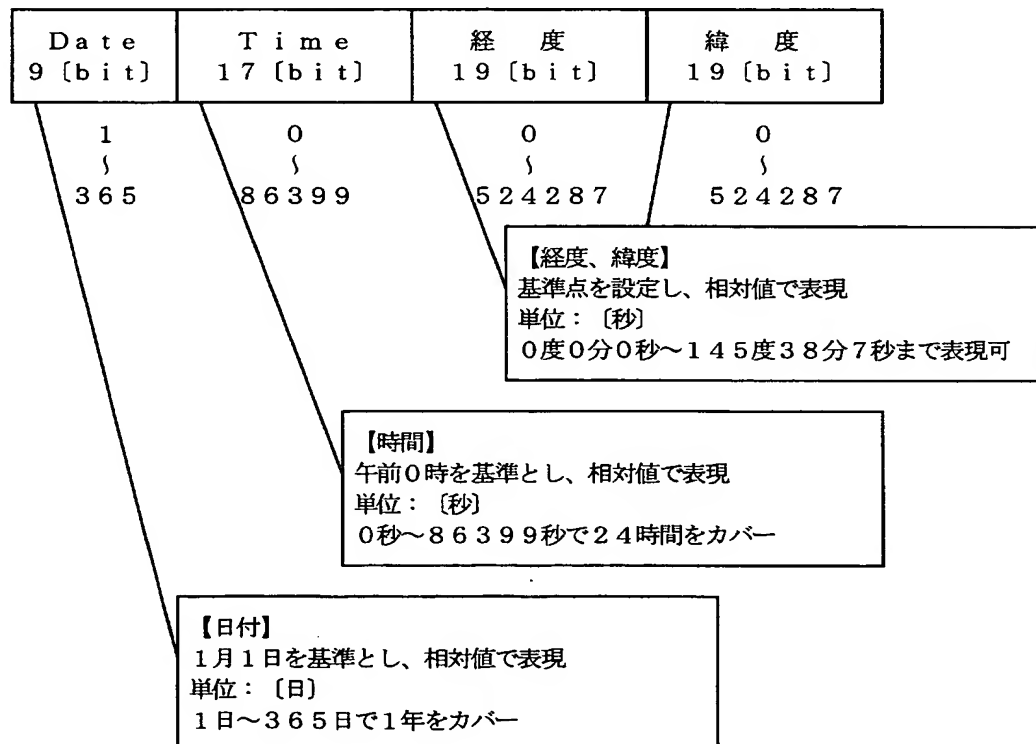 Date Time 経 度 緯 度
9〔bit〕 17〔bit〕 19〔bit〕 19〔bit〕
1 0 0 0
〜 〜 〜 〜
365 86399 524287 524287
【経度、緯度】
基準点を設定し、相対値で表現
単位：〔秒〕
0度0分0秒〜145度38分7秒まで表現可
【時間】
午前0時を基準とし、相対値で表現
単位：〔秒〕
0秒〜86399秒で24時間をカバー
【日付】
1月1日を基準とし、相対値で表現
単位：〔日〕
1日〜365日で1年をカバー